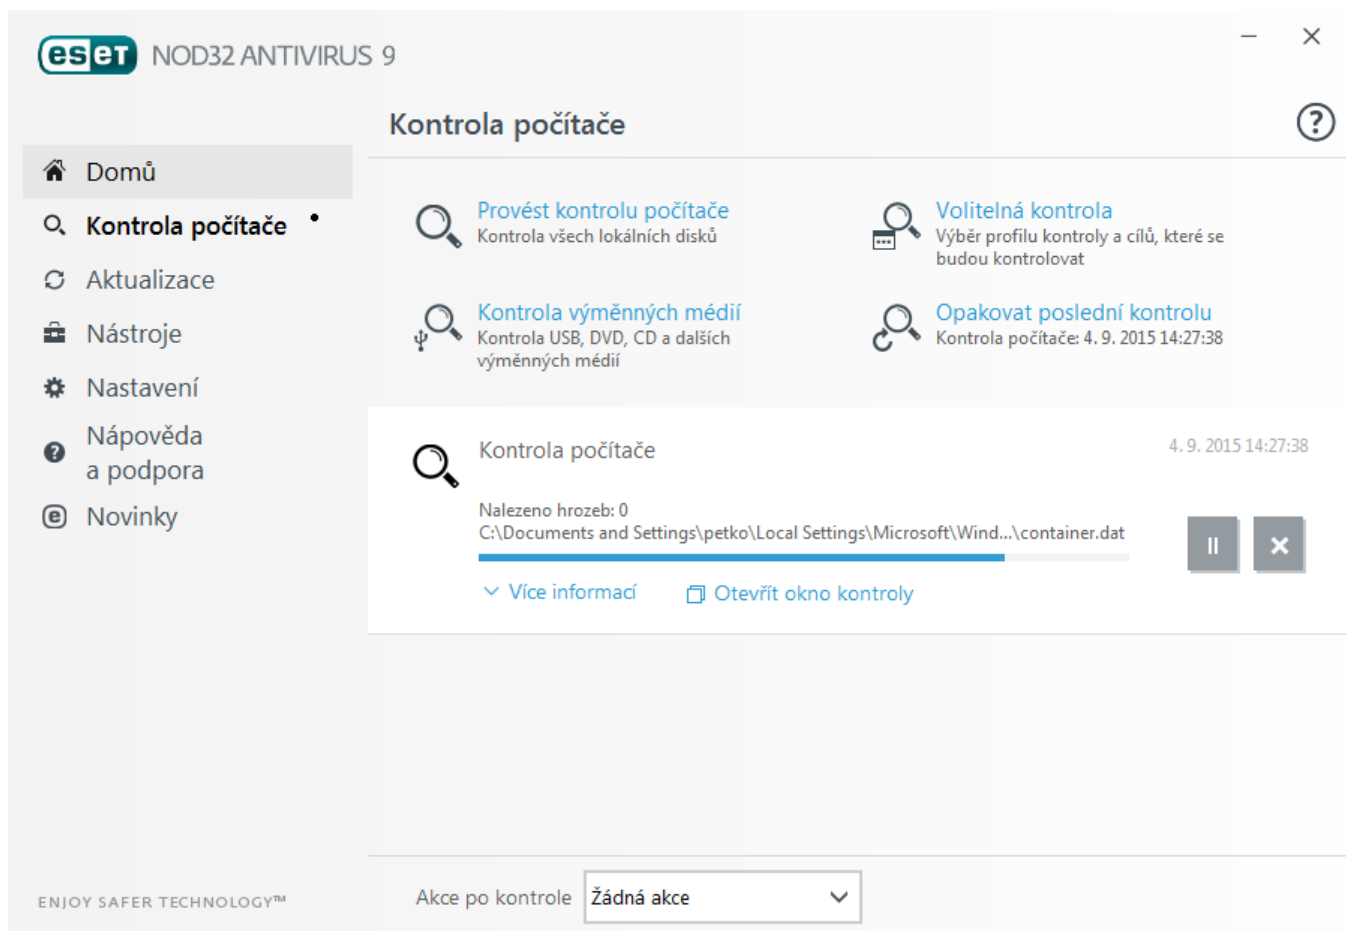 eset NOD32 ANTIVIRUS 9
Kontrola počítače
Domů
Kontrola počítače
Aktualizace
Nástroje
Nastavení
Nápověda
a podpora
Novinky
Provést kontrolu počítače
Kontrola všech lokálních disků
Volitelná kontrola
Výběr profilu kontroly a cílů, které se
budou kontrolovat
Kontrola výměnných médií
Kontrola USB, DVD, CD a dalších
výměnných médií
Opakovat poslední kontrolu
Kontrola počítače: 4. 9. 2015 14:27:38
Kontrola počítače
4. 9. 2015 14:27:38
Nalezeno hrozeb: 0
C:\Documents and Settings\petko\Local Settings\Microsoft\Wind...\container.dat
Více informací
Otevřít okno kontroly
Akce po kontrole Žádná akce
ENJOY SAFER TECHNOLOGY™